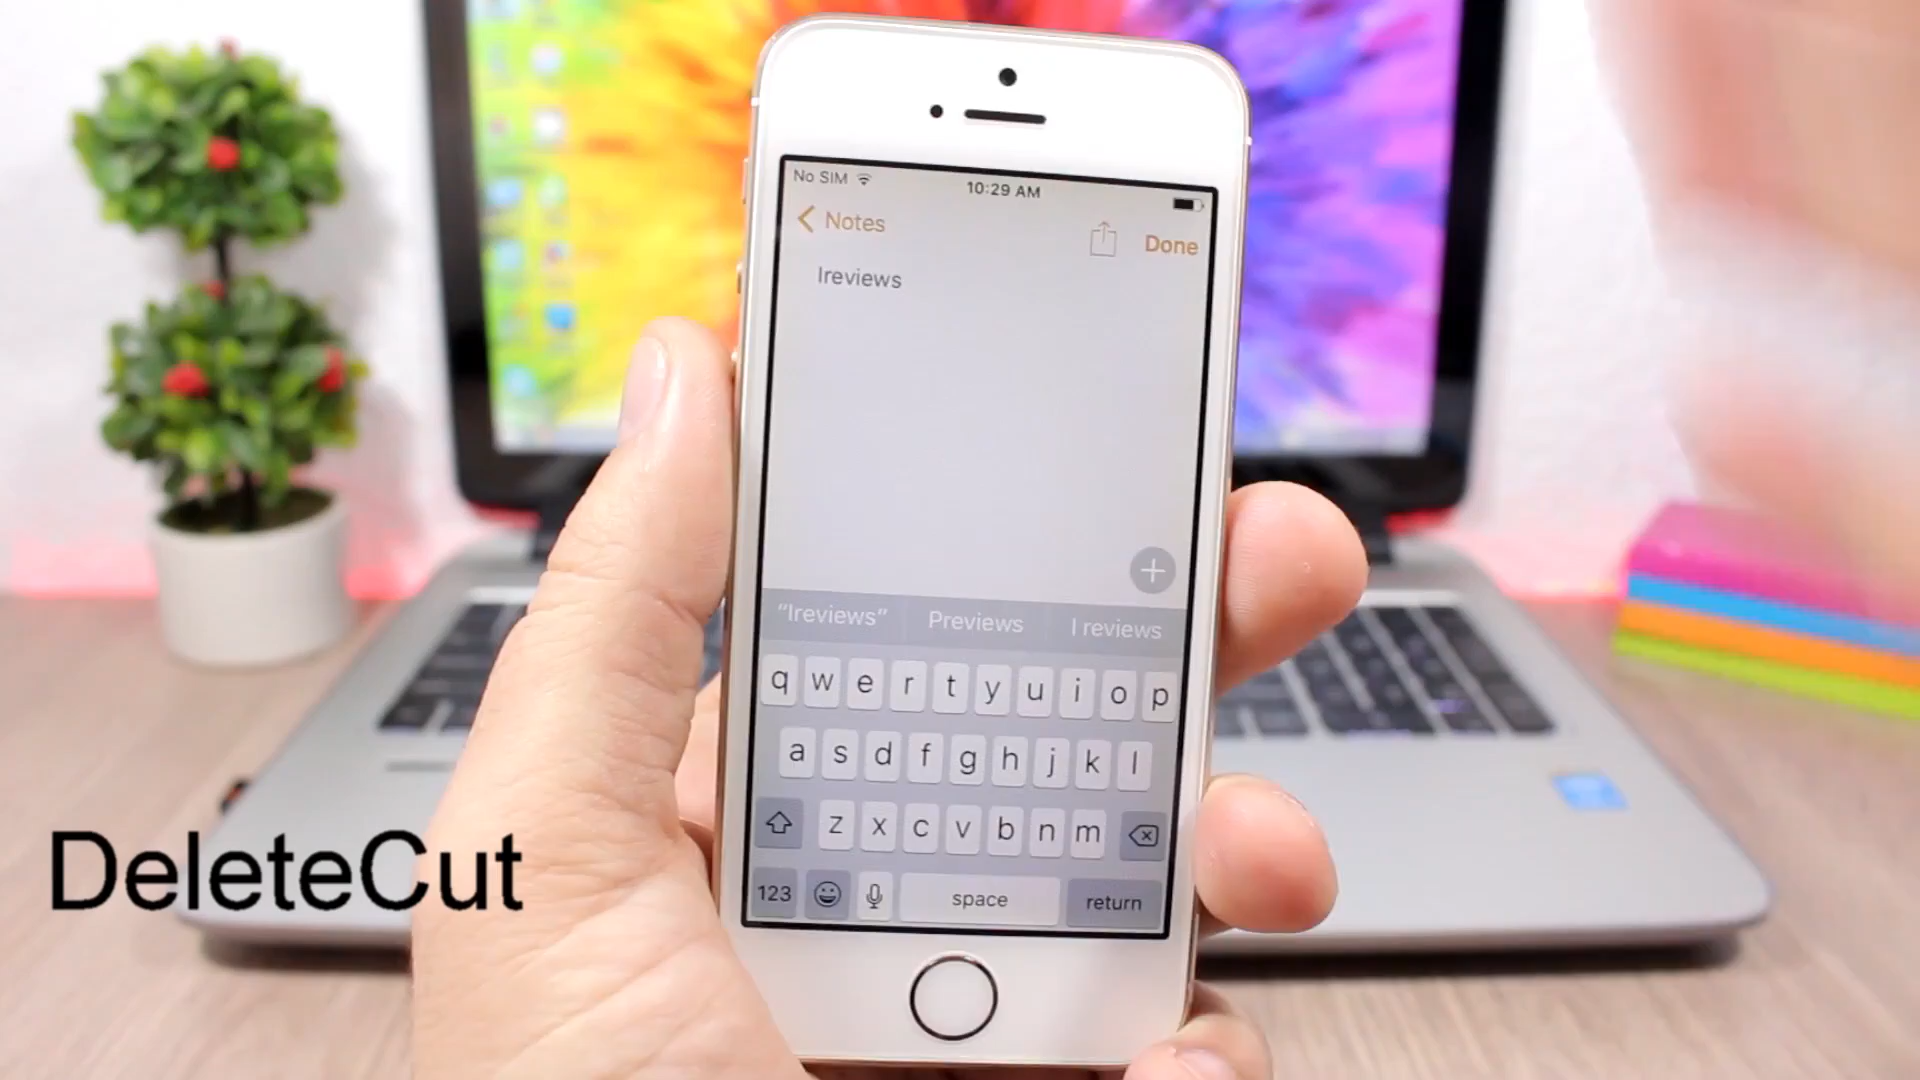 No SIM
10:29 AM
Notes
Done
Ireviews
“Ireviews” Previews I reviews
q w e r t y u i o p
a s d f g h j k l
z x c v b n m
123 space return
DeleteCut